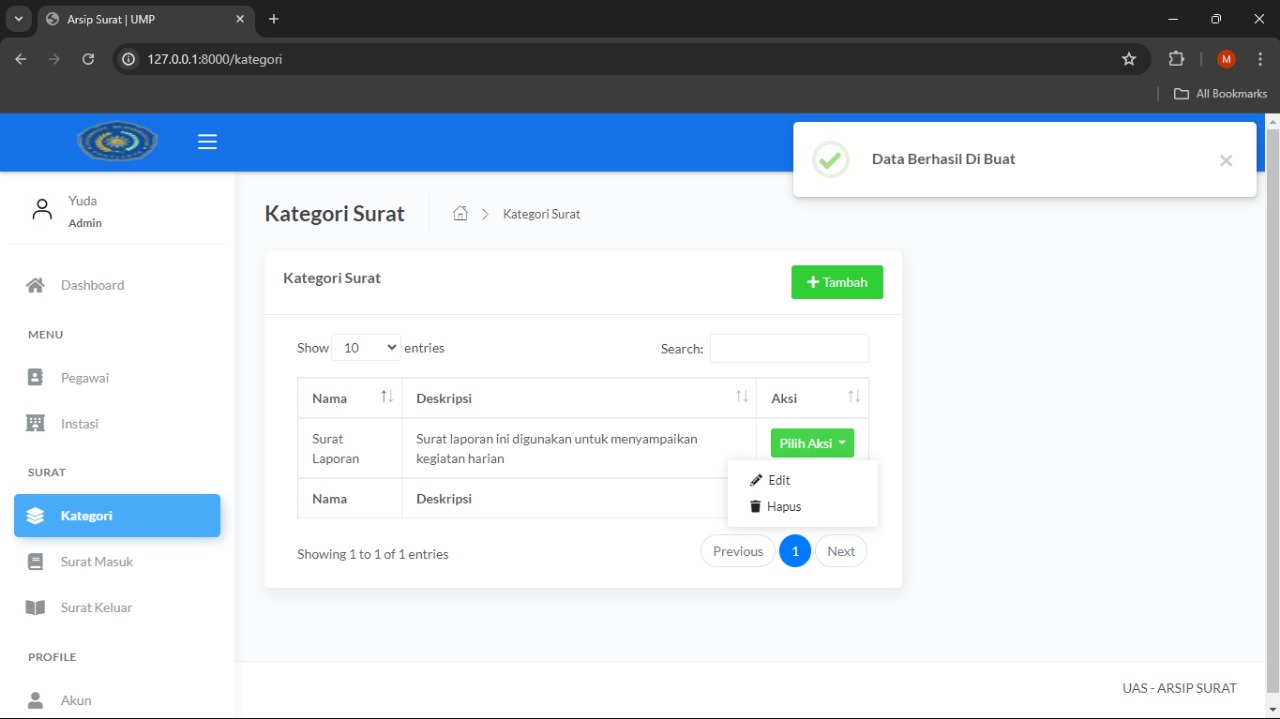 Arsip Surat | UMP
127.0.0.1:8000/kategori
M
All Bookmarks
Data Berhasil Di Buat
Yuda
Admin
Kategori Surat
Kategori Surat
Dashboard
MENU
Pegawai
Instasi
SURAT
Kategori
Surat Masuk
Surat Keluar
PROFILE
Akun
Kategori Surat
Tambah
Show 10 entries
Search:
Nama Deskripsi Aksi
Surat Laporan
Surat laporan ini digunakan untuk menyampaikan
kegiatan harian
Pilih Aksi
Edit
Hapus
Nama Deskripsi
Showing 1 to 1 of 1 entries
Previous 1 Next
UAS - ARSIP SURAT